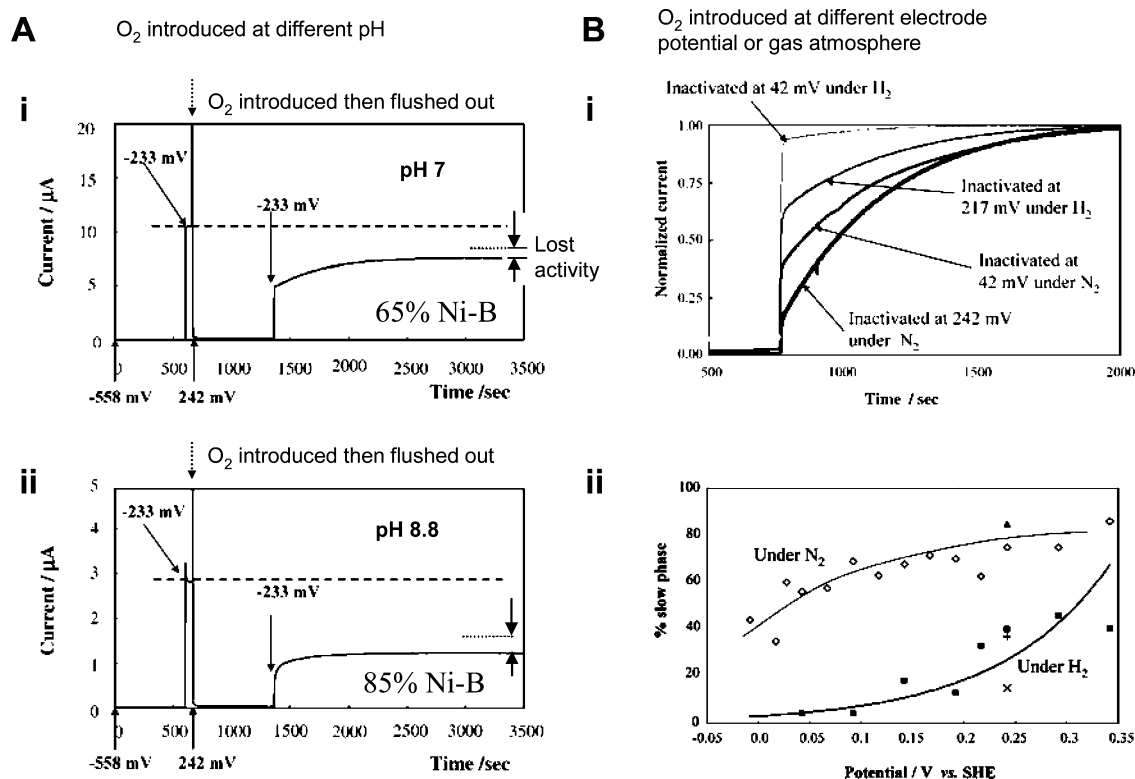 A
O2 introduced at different pH
i
O2 introduced then flushed out
20
15
10
5
0
Current / µA
-233 mV
pH 7
-233 mV
Lost
activity
65% Ni-B
0 500 1000 1500 2000 2500 3000 3500
Time /sec
-558 mV
242 mV
ii
O2 introduced then flushed out
5
4
3
2
1
0
Current / µA
-233 mV
pH 8.8
-233 mV
85% Ni-B
0 500 1000 1500 2000 2500 3000 3500
Time /sec
-558 mV
242 mV
B
O2 introduced at different electrode
potential or gas atmosphere
i
Inactivated at 42 mV under H2
1.00
0.75
0.50
0.25
0.00
Normalized current
Inactivated at
217 mV under H2
Inactivated at
42 mV under N2
Inactivated at 242 mV
under N2
500 1000 1500 2000
Time / sec
ii
100
80
60
40
20
0
% slow phase
Under N2
Under H2
-0.05 0.0 0.05 0.1 0.15 0.2 0.25 0.3 0.35
Potential / V vs. SHE